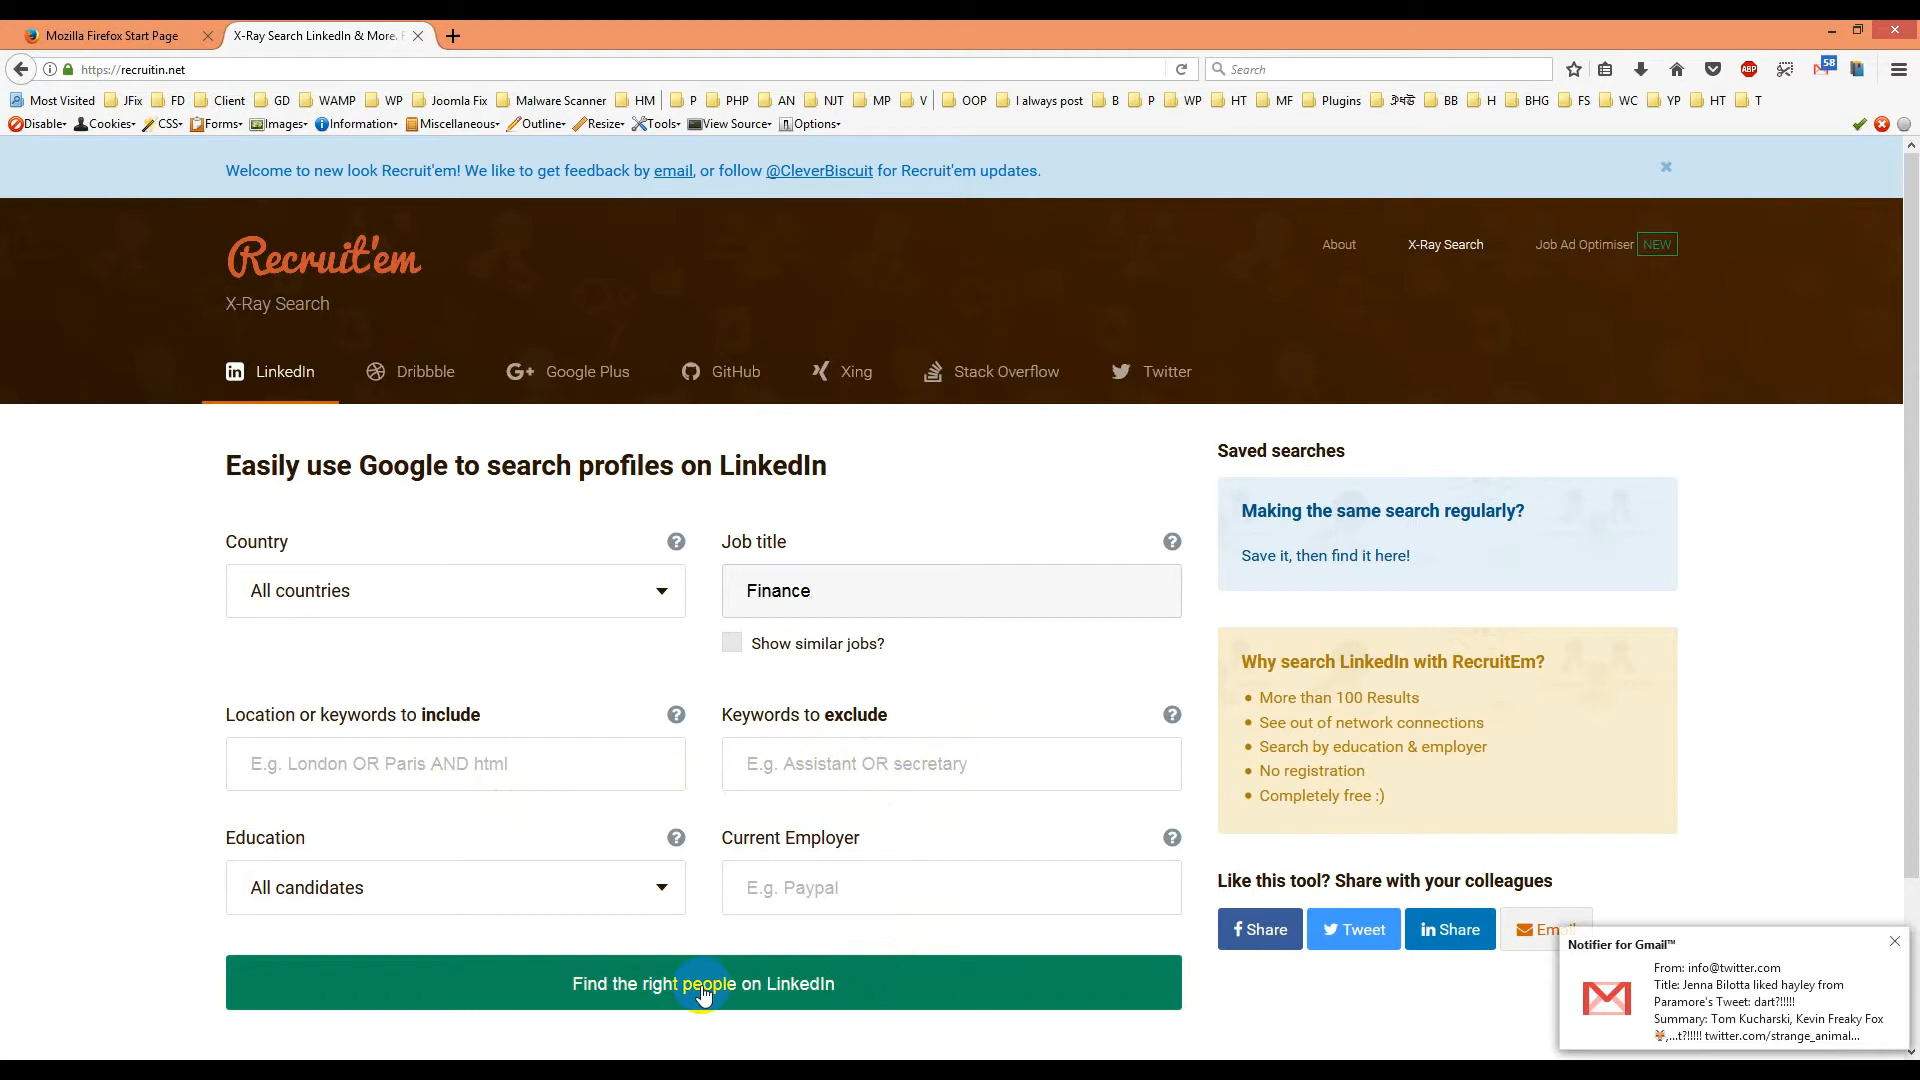 Mozilla Firefox Start Page
X-Ray Search LinkedIn & More.
https://recruitin.net
Search
58
ABP
Most Visited JFix FD Client GD WAMP WP Joomla Fix Malware Scanner HM P PHP AN NJT MP V OOP I always post B P WP HT MF Plugins BB H BHG FS WC YP HT T
Disable Cookies CSS Forms Images Information Miscellaneous Outline Resize Tools View Source Options
Welcome to new look Recruit'em! We like to get feedback by email, or follow @CleverBiscuit for Recruit'em updates.
Recruit'em
X-Ray Search
About X-Ray Search Job Ad Optimiser NEW
LinkedIn Dribbble Google Plus GitHub Xing Stack Overflow Twitter
Easily use Google to search profiles on LinkedIn
Country
All countries
Job title
Finance
Show similar jobs?
Location or keywords to include
E.g. London OR Paris AND html
Keywords to exclude
E.g. Assistant OR secretary
Education
All candidates
Current Employer
E.g. Paypal
Find the right people on LinkedIn
Saved searches
Making the same search regularly?
Save it, then find it here!
Why search LinkedIn with RecruitEm?
More than 100 Results
See out of network connections
Search by education & employer
No registration
Completely free :)
Like this tool? Share with your colleagues
Share Tweet Share
Notifier for Gmail™
From: info@twitter.com
Title: Jenna Bilotta liked hayley from
Paramore's Tweet: dart?!!!!!
Summary: Tom Kucharski, Kevin Freaky Fox
🦊,...t?!!!!! twitter.com/strange_animal...